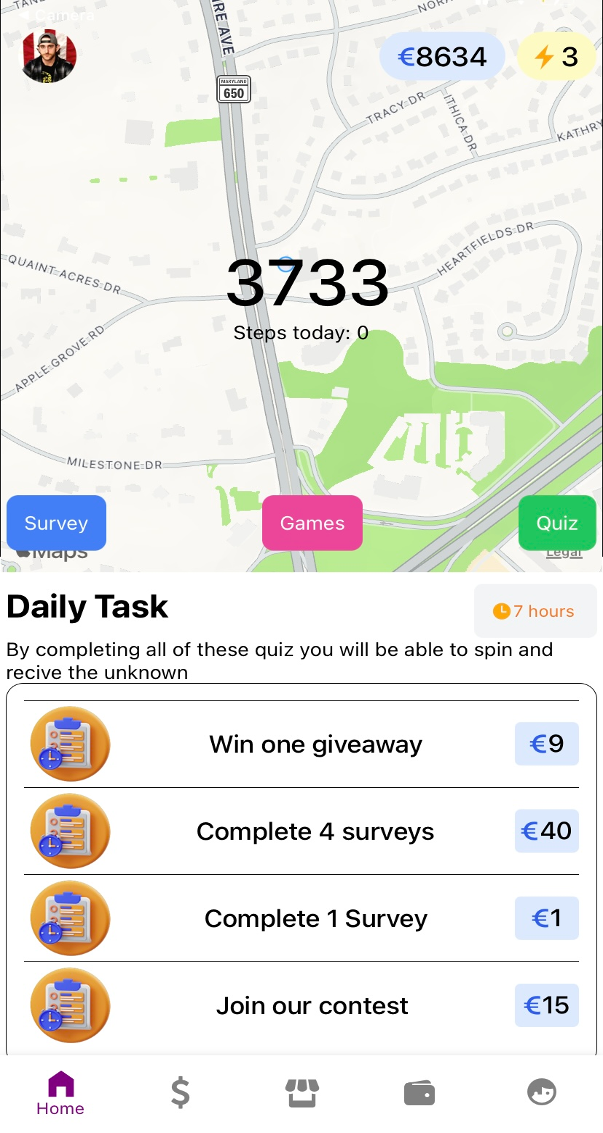 Camera
NOR
€8634
3
IRE AVE
MARYLAND
650
TRACY DR
ITHICA DR
KATHRY
HEARTFIELDS DR
QUAINT ACRES DR
3733
Steps today: 0
APPLE GROVE RD
MILESTONE DR
Survey
Games
Quiz
Maps
Legal
Daily Task
7 hours
By completing all of these quiz you will be able to spin and
recive the unknown
Win one giveaway
€9
Complete 4 surveys
€40
Complete 1 Survey
€1
Join our contest
€15
Home